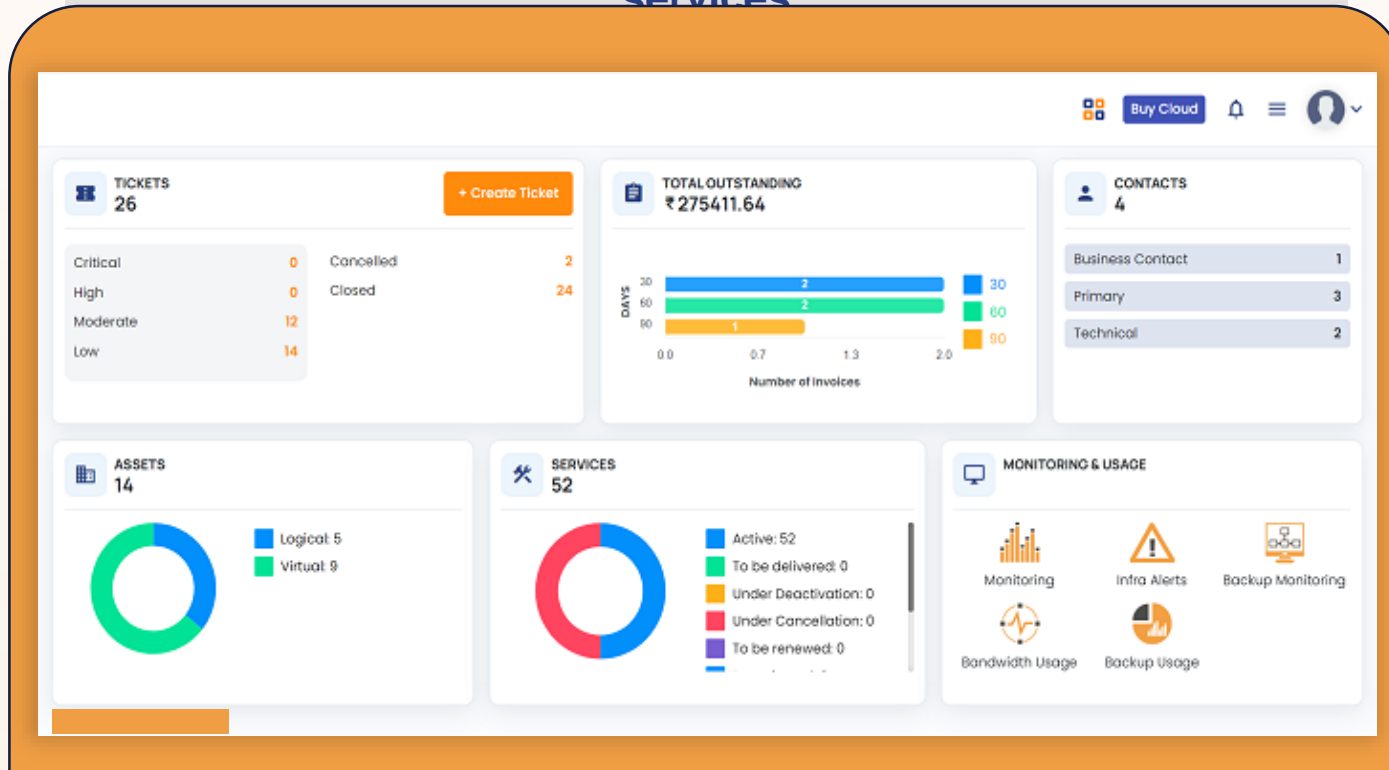 Services
Buy Cloud
TICKETS
26
+ Create Ticket
Critical 0
High 0
Moderate 12
Low 14
Cancelled 2
Closed 24
TOTAL OUTSTANDING
₹ 275411.64
DAYS
30 2
60 2
90 1
0.0 0.7 1.3 2.0
Number of Invoices
30
60
90
CONTACTS
4
Business Contact 1
Primary 3
Technical 2
ASSETS
14
Logical: 5
Virtual: 9
SERVICES
52
Active: 52
To be delivered: 0
Under Deactivation: 0
Under Cancellation: 0
To be renewed: 0
MONITORING & USAGE
Monitoring
Infra Alerts
Backup Monitoring
Bandwidth Usage
Backup Usage